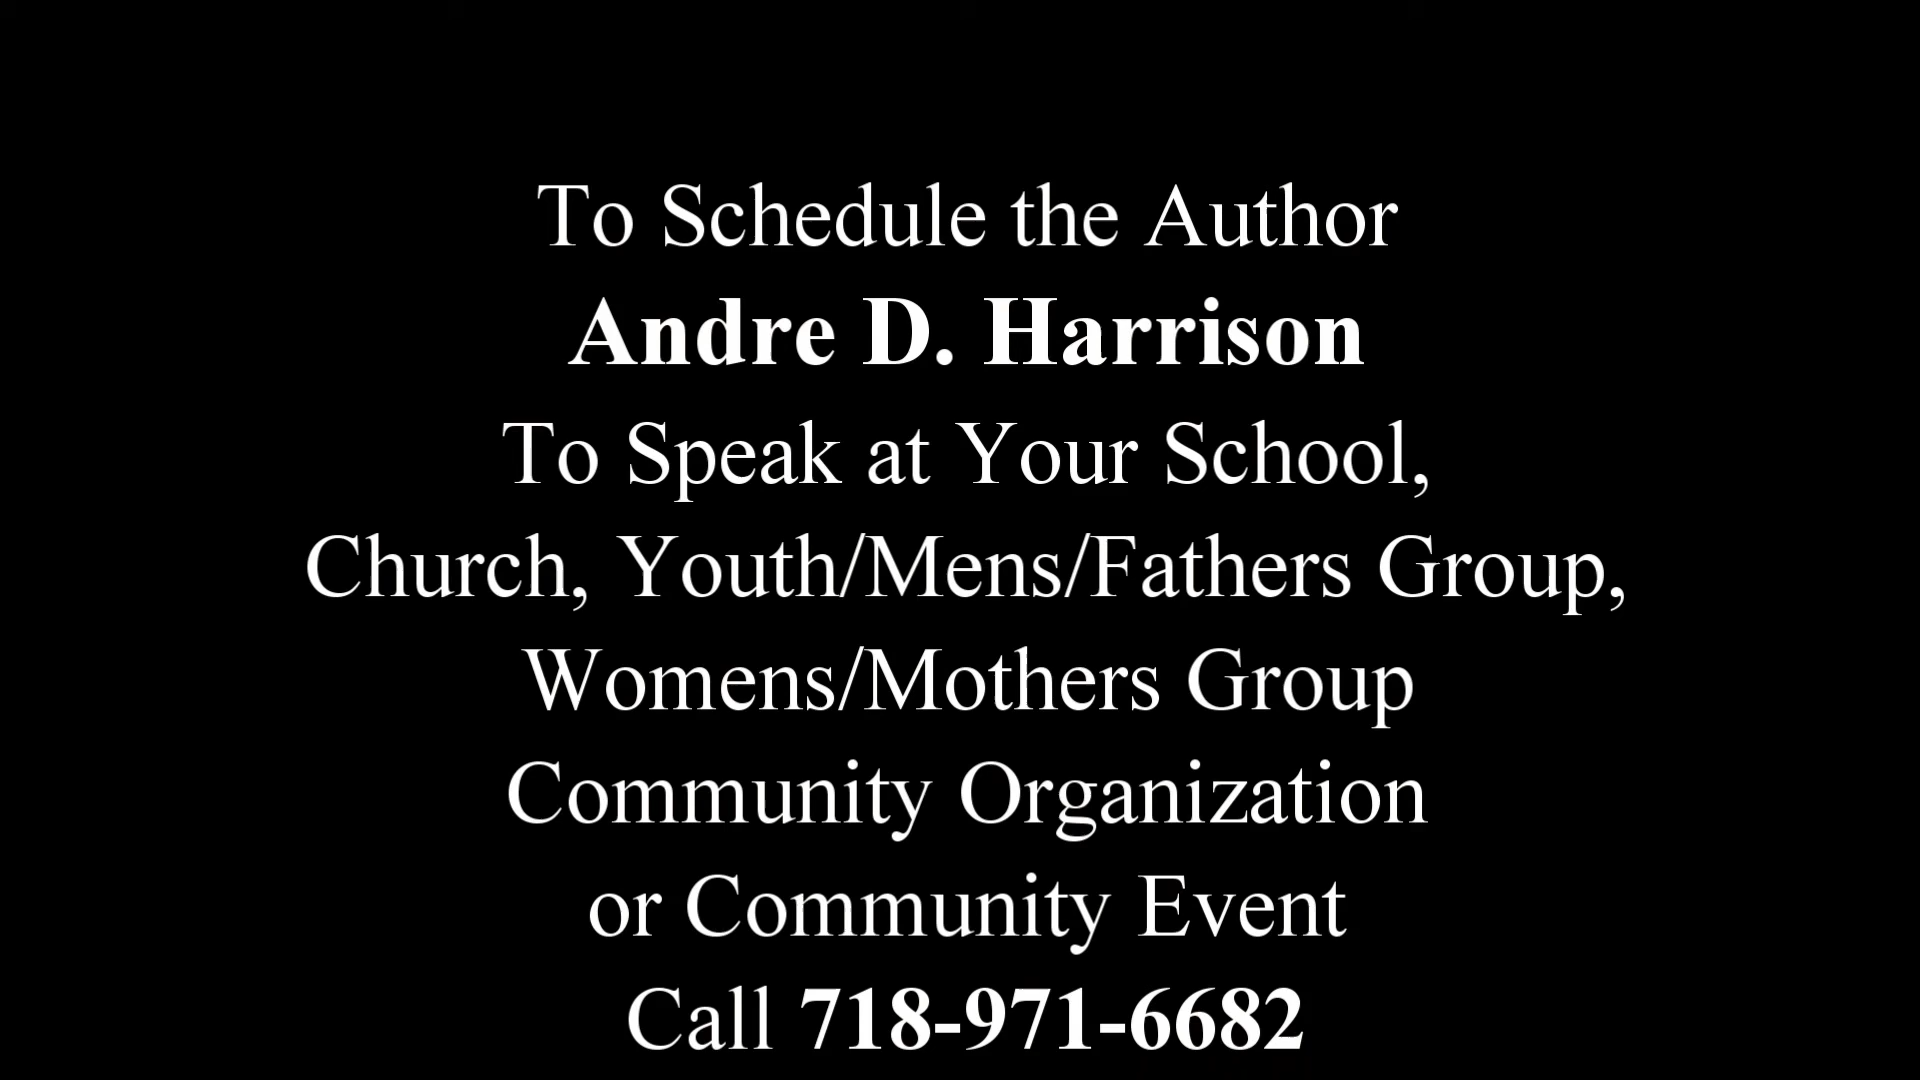 To Schedule the Author
Andre D. Harrison
To Speak at Your School,
Church, Youth/Mens/Fathers Group,
Womens/Mothers Group
Community Organization
or Community Event
Call 718-971-6682